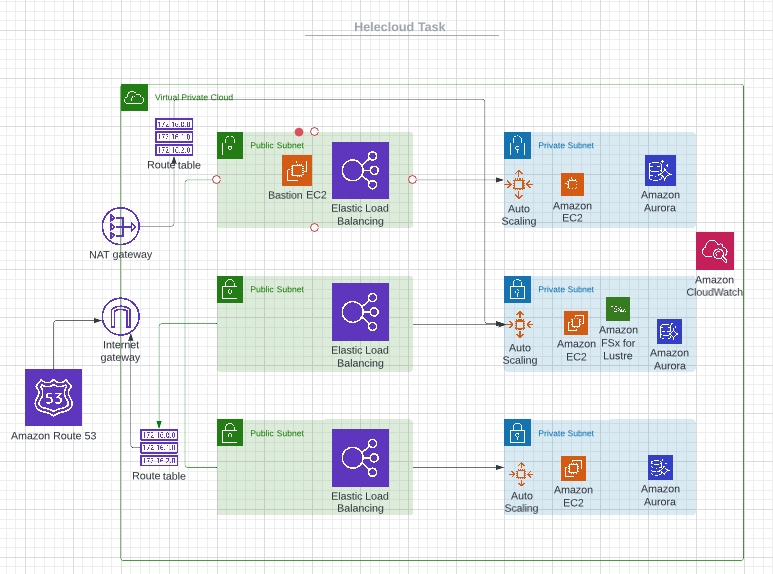 Helecloud Task
Virtual Private Cloud
172.16.0.0
172.16.1.0
172.16.2.0
Route table
Public Subnet
Bastion EC2
Elastic Load
Balancing
Private Subnet
Auto
Scaling
Amazon
EC2
Amazon
Aurora
NAT gateway
Amazon
CloudWatch
Public Subnet
Elastic Load
Balancing
Private Subnet
Auto
Scaling
Amazon
EC2
Amazon
FSx for
Lustre
Amazon
Aurora
Internet
gateway
53
Amazon Route 53
172.16.0.0
172.16.1.0
172.16.2.0
Route table
Public Subnet
Elastic Load
Balancing
Private Subnet
Auto
Scaling
Amazon
EC2
Amazon
Aurora